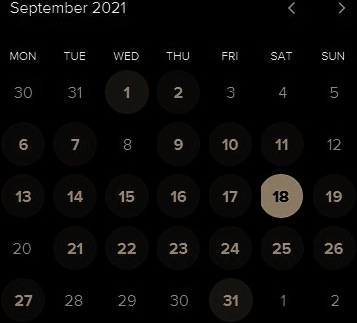 September 2021
MON TUE WED THU FRI SAT SUN
30 31 1 2 3 4 5
6 7 8 9 10 11 12
13 14 15 16 17 18 19
20 21 22 23 24 25 26
27 28 29 30 31 1 2